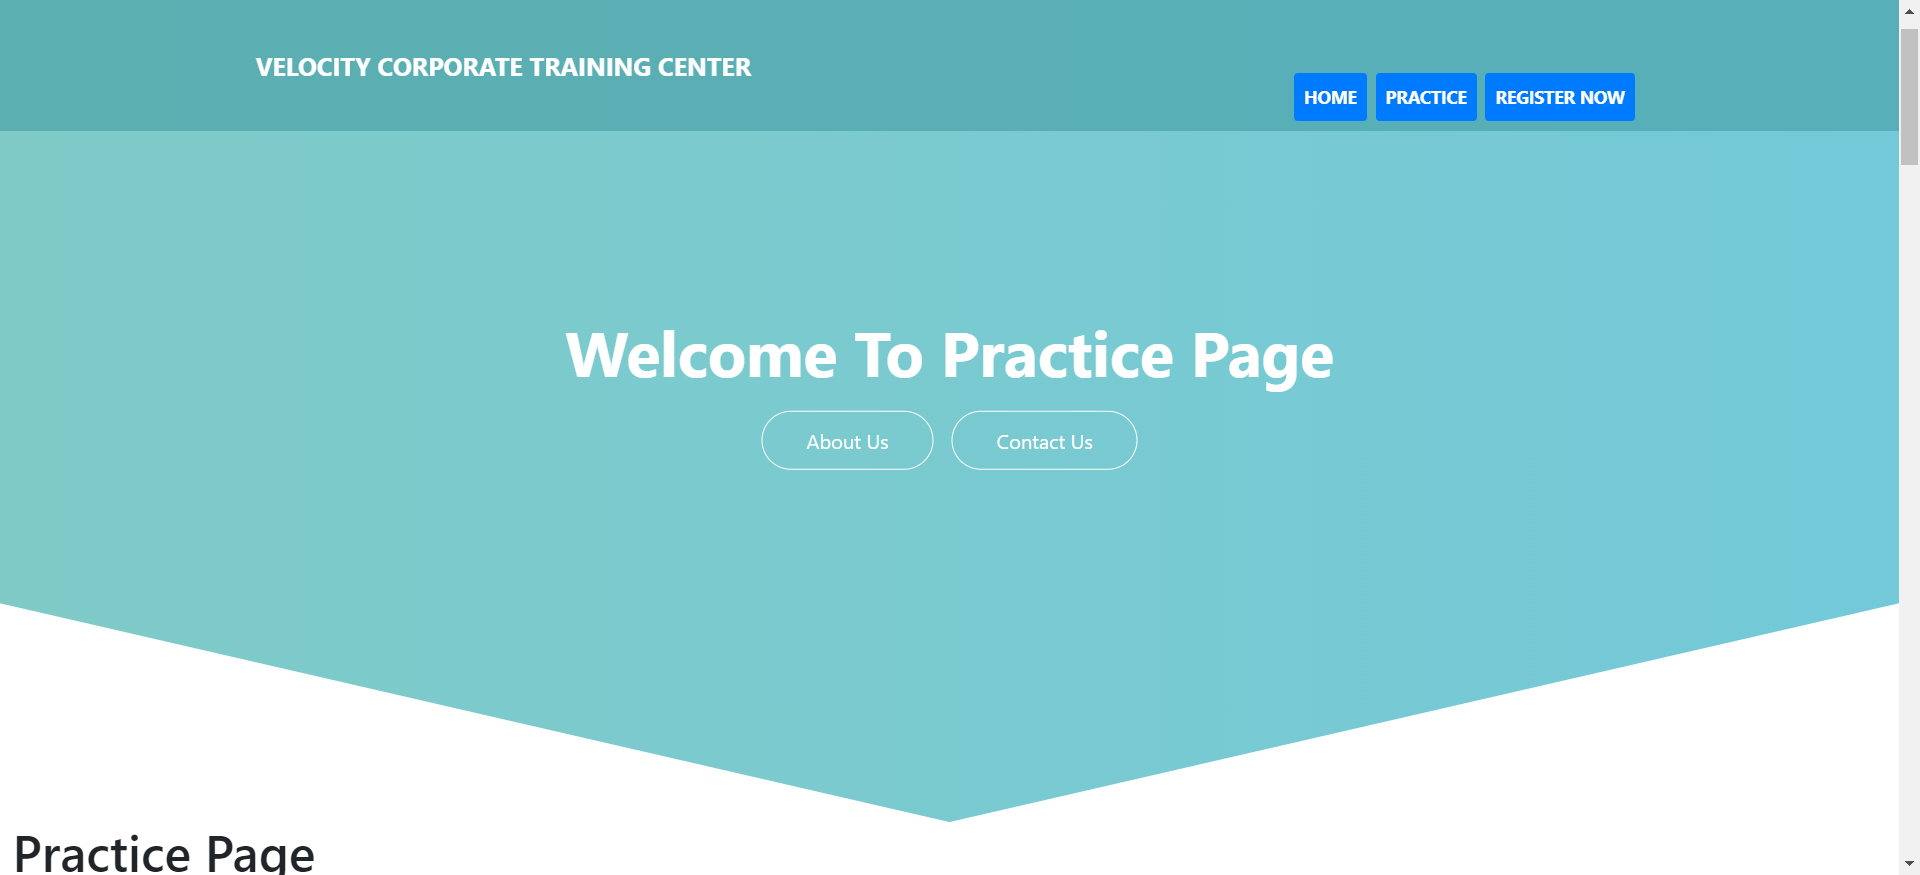 VELOCITY CORPORATE TRAINING CENTER
HOME PRACTICE REGISTER NOW
Welcome To Practice Page
About Us Contact Us
Practice Page